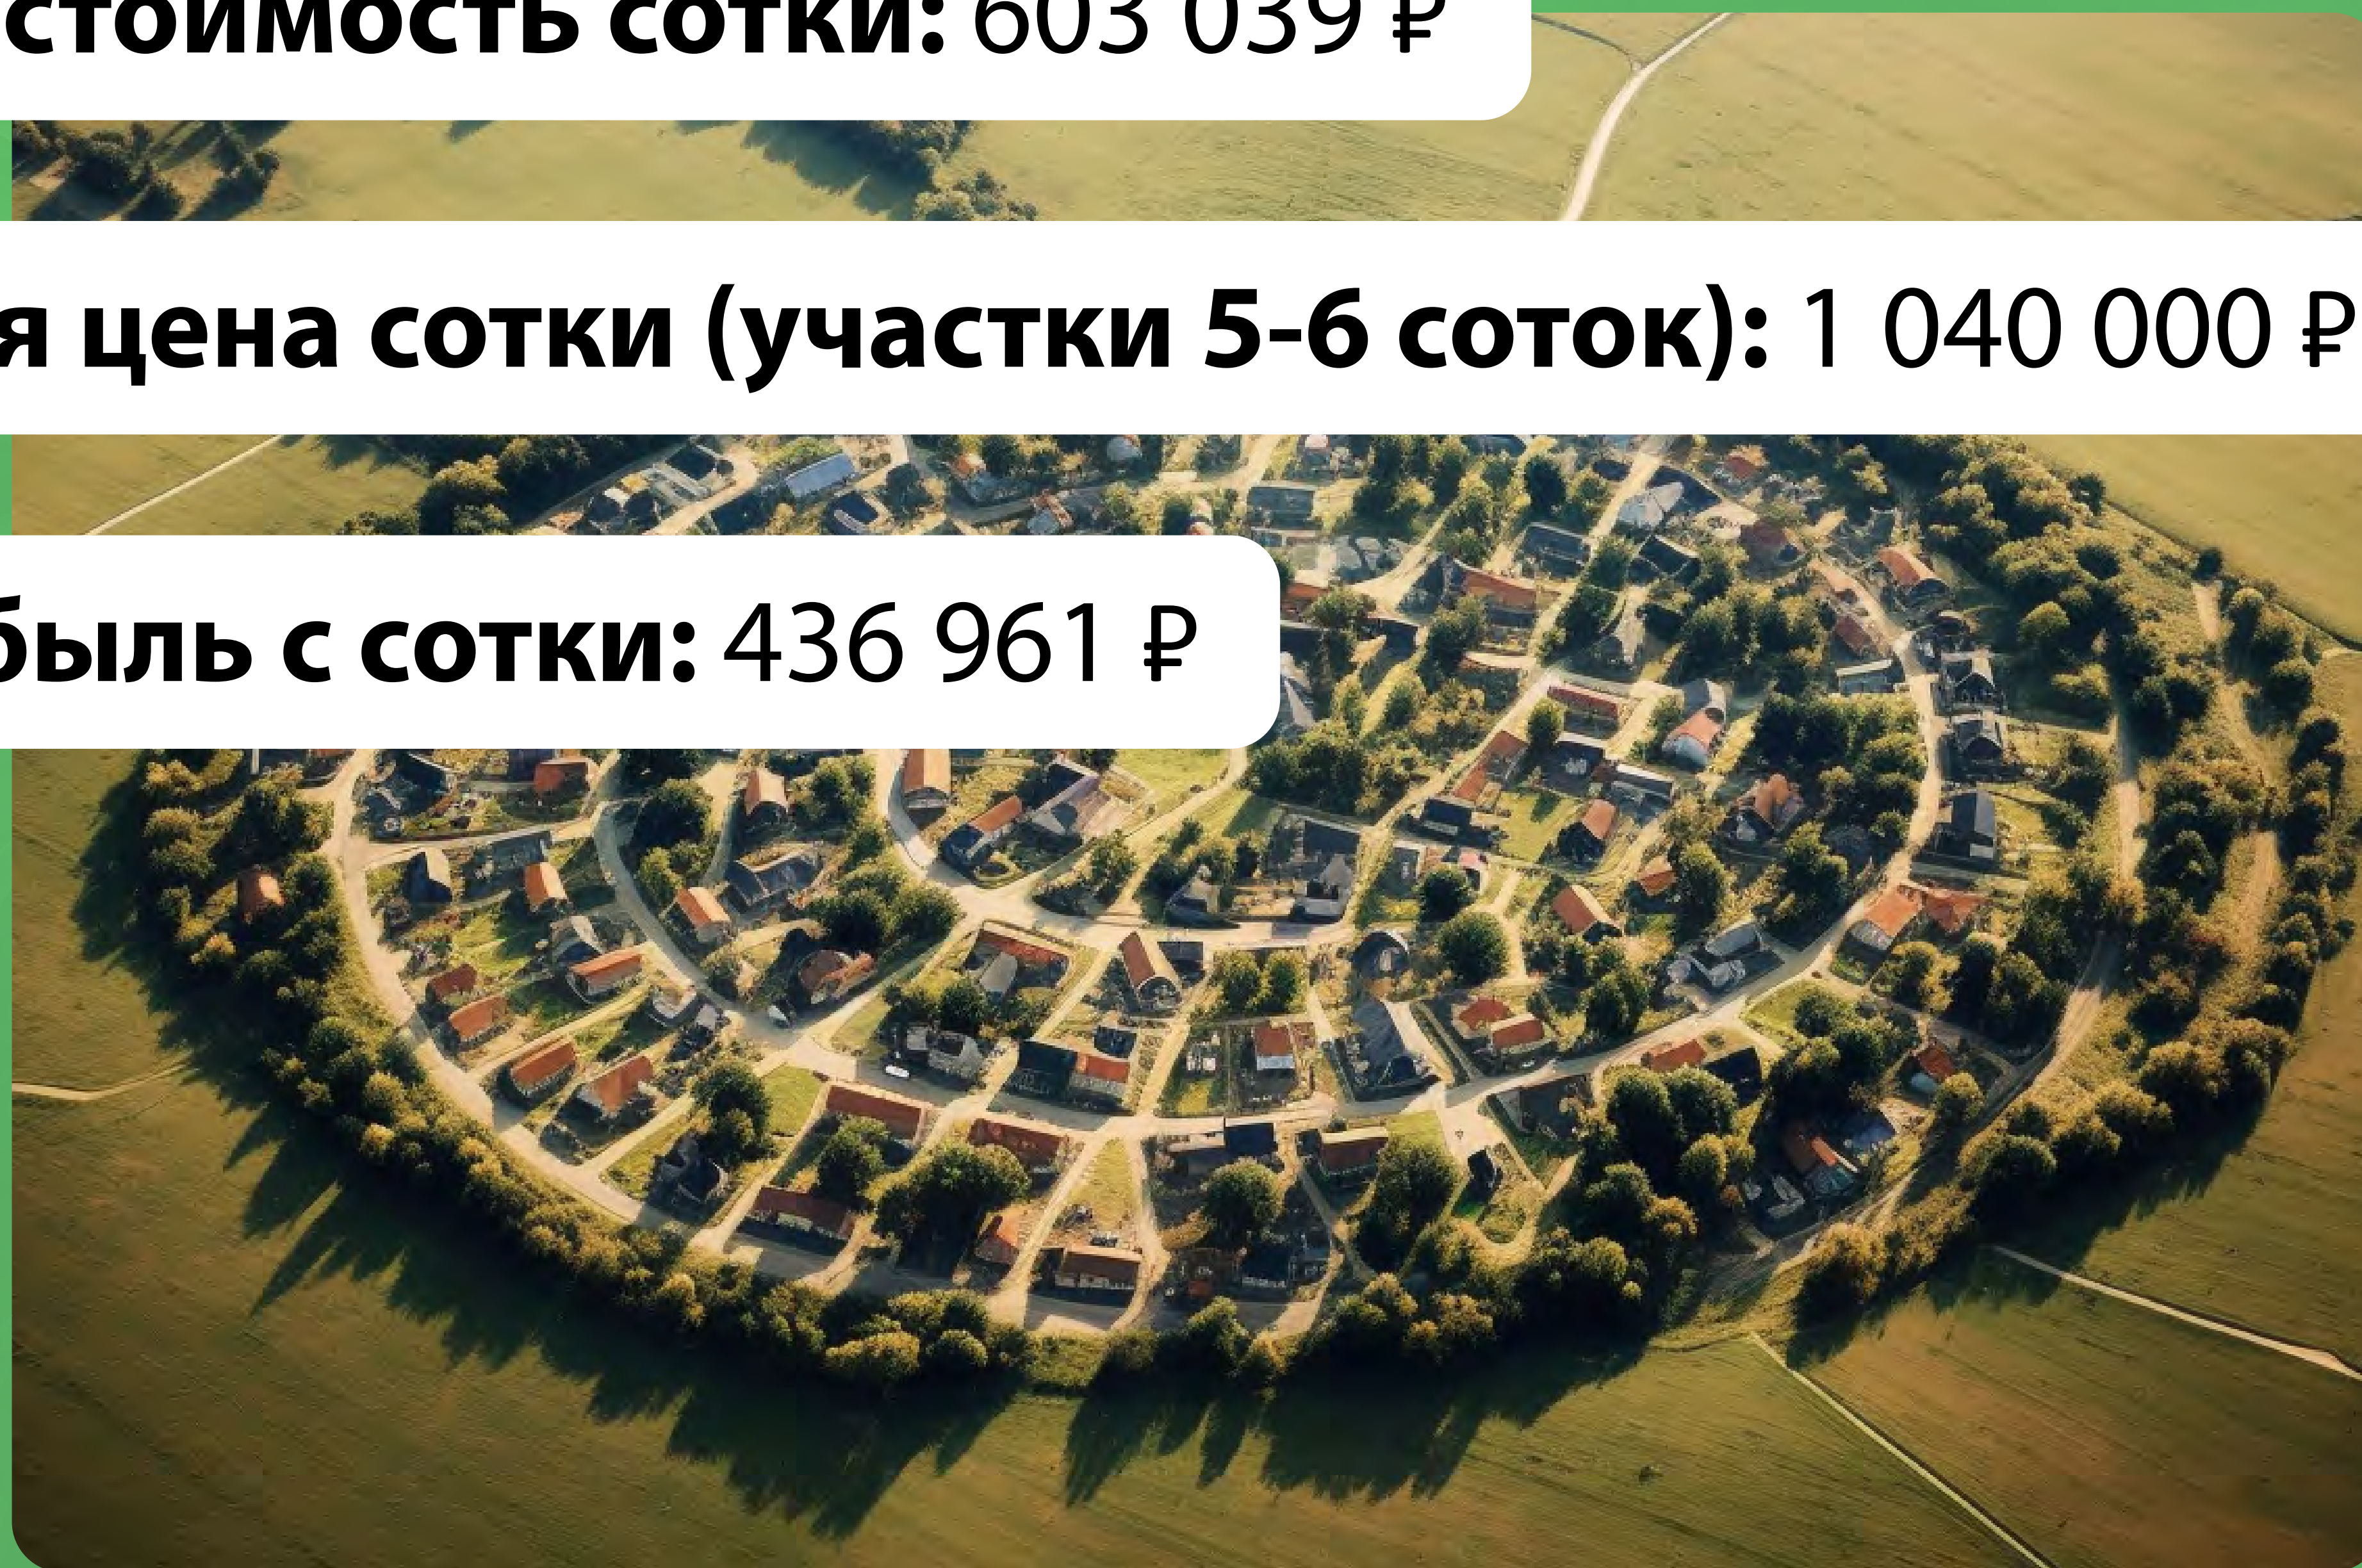 стоимость сотки: 603 039 ₽
я цена сотки (участки 5-6 соток): 1 040 000 ₽
быль с сотки: 436 961 ₽